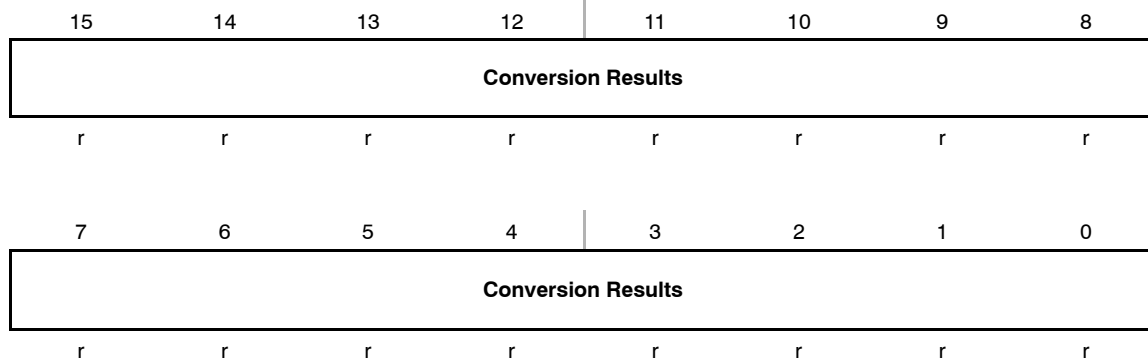 15 14 13 12 11 10 9 8
Conversion Results
r r r r r r r r
7 6 5 4 3 2 1 0
Conversion Results
r r r r r r r r